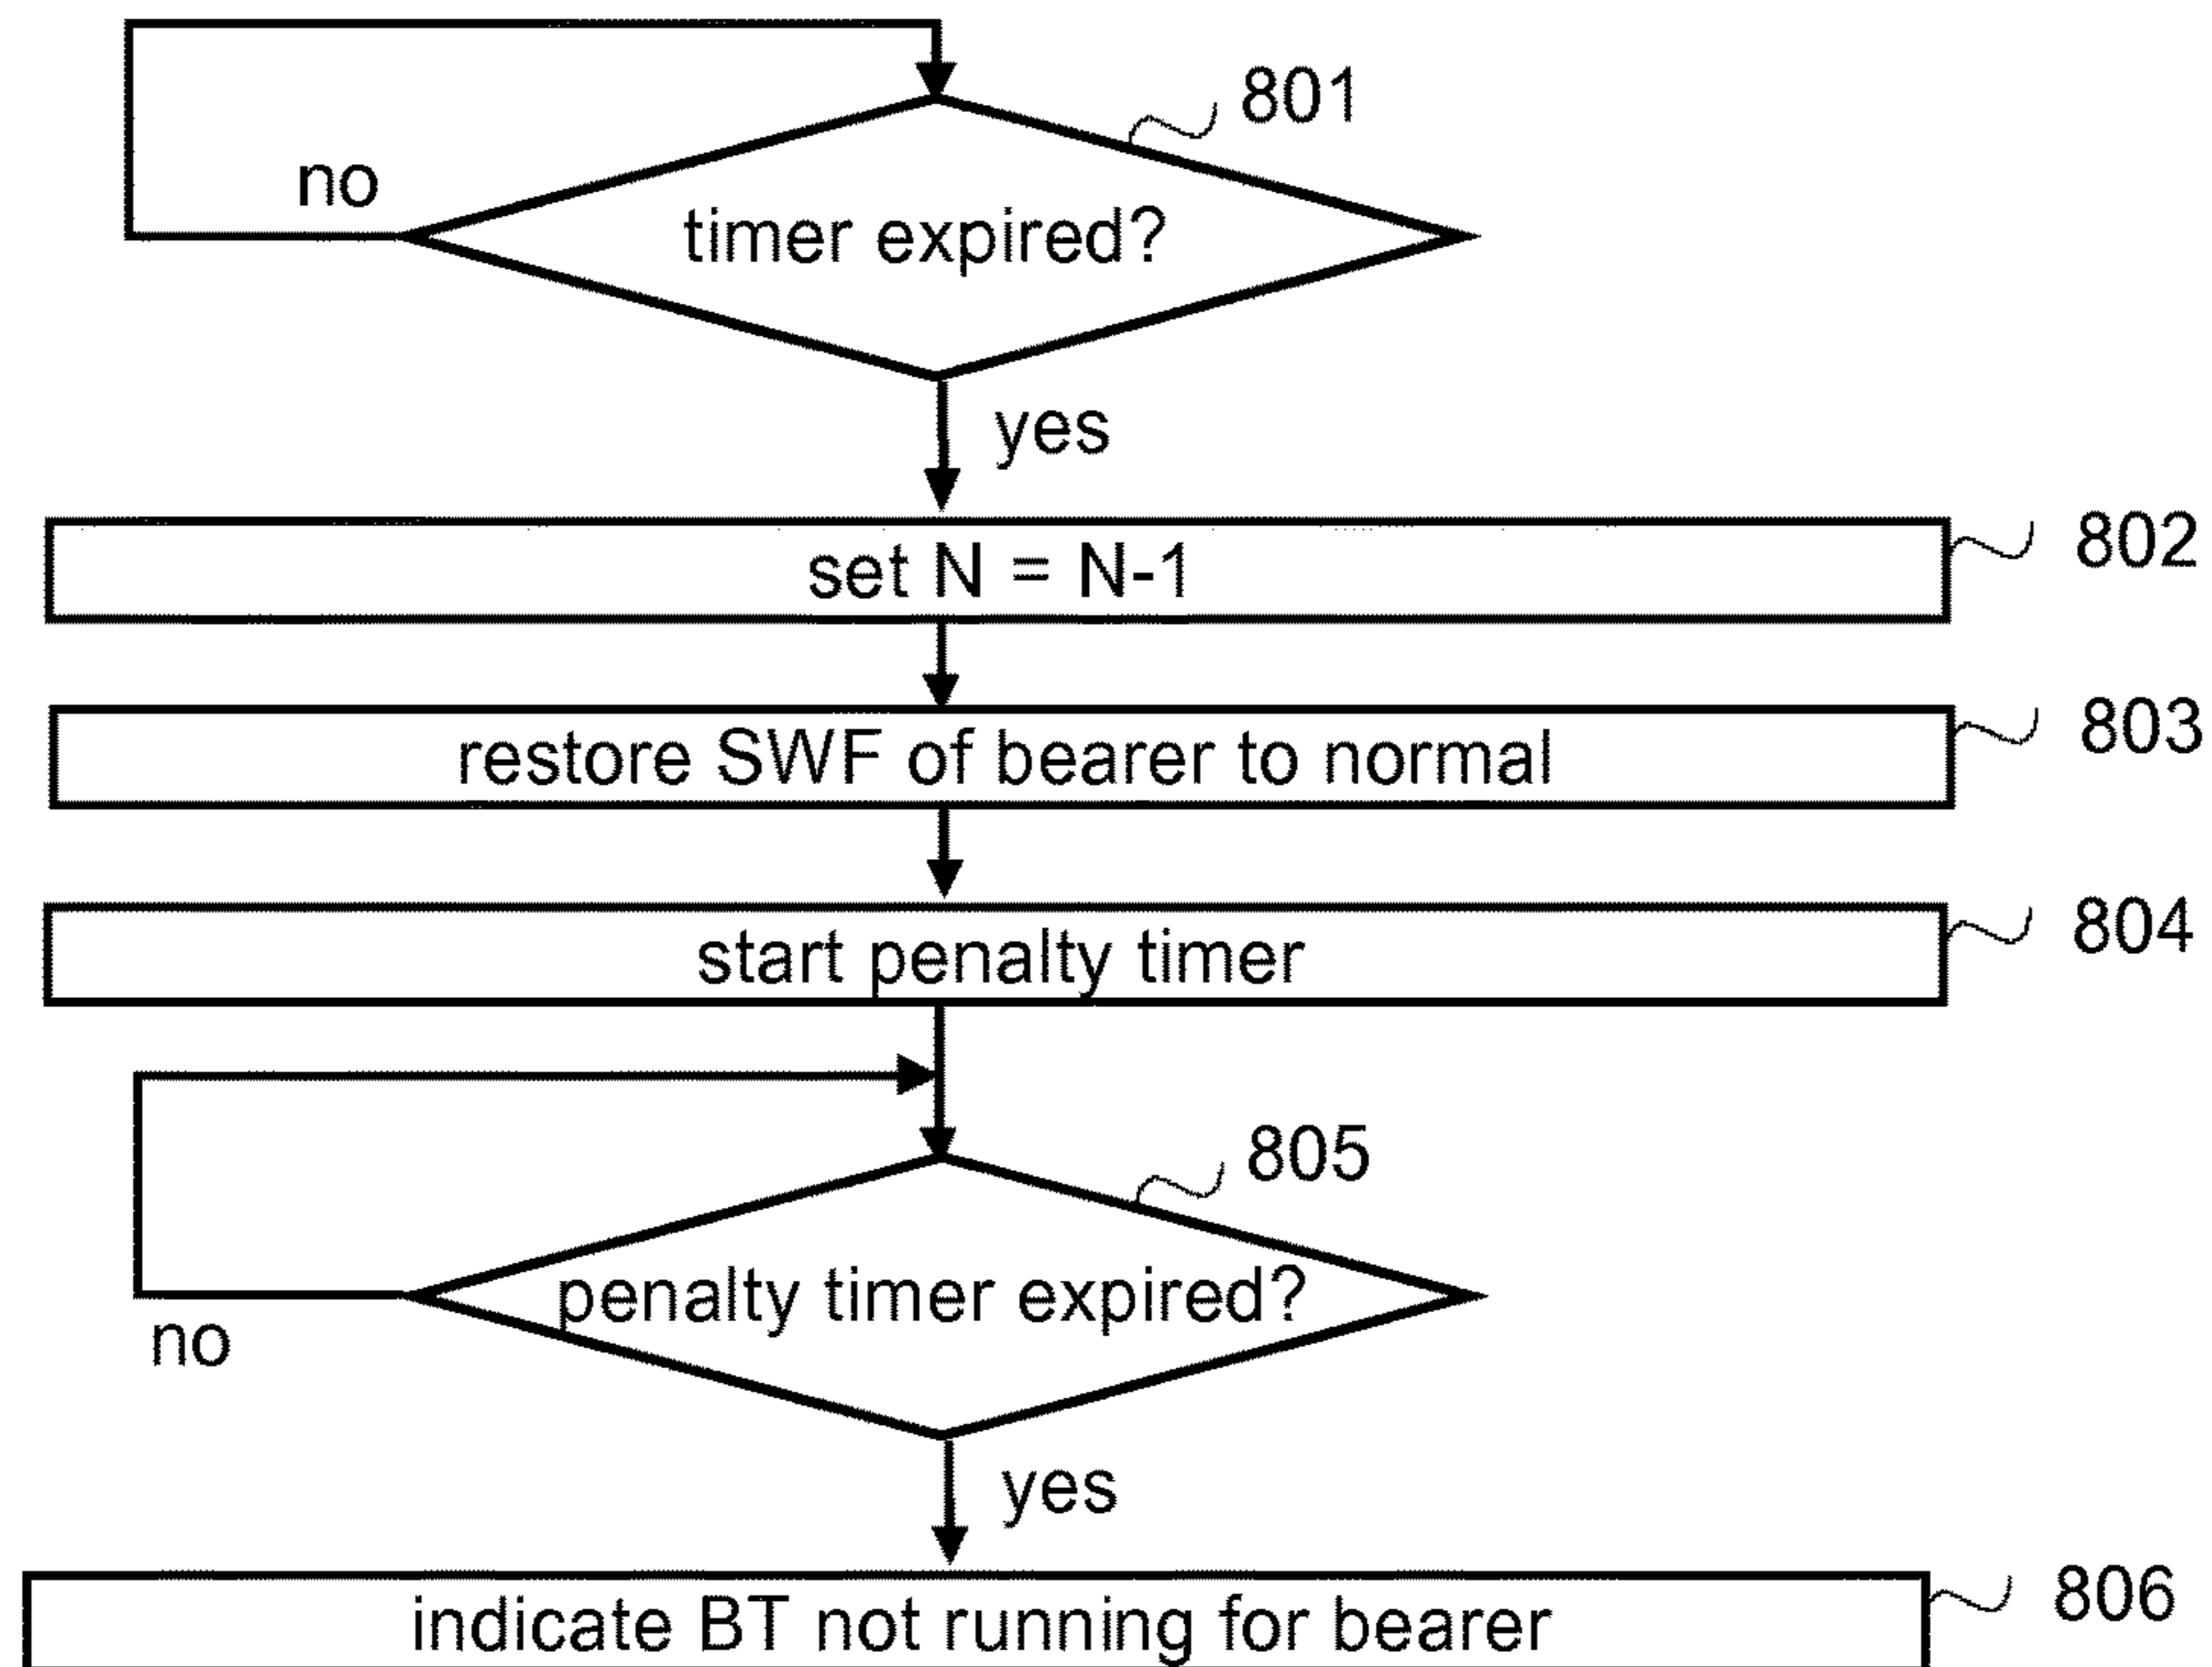 801
no
timer expired?
yes
set N = N-1
802
restore SWF of bearer to normal
803
start penalty timer
804
805
penalty timer expired?
no
yes
indicate BT not running for bearer
806